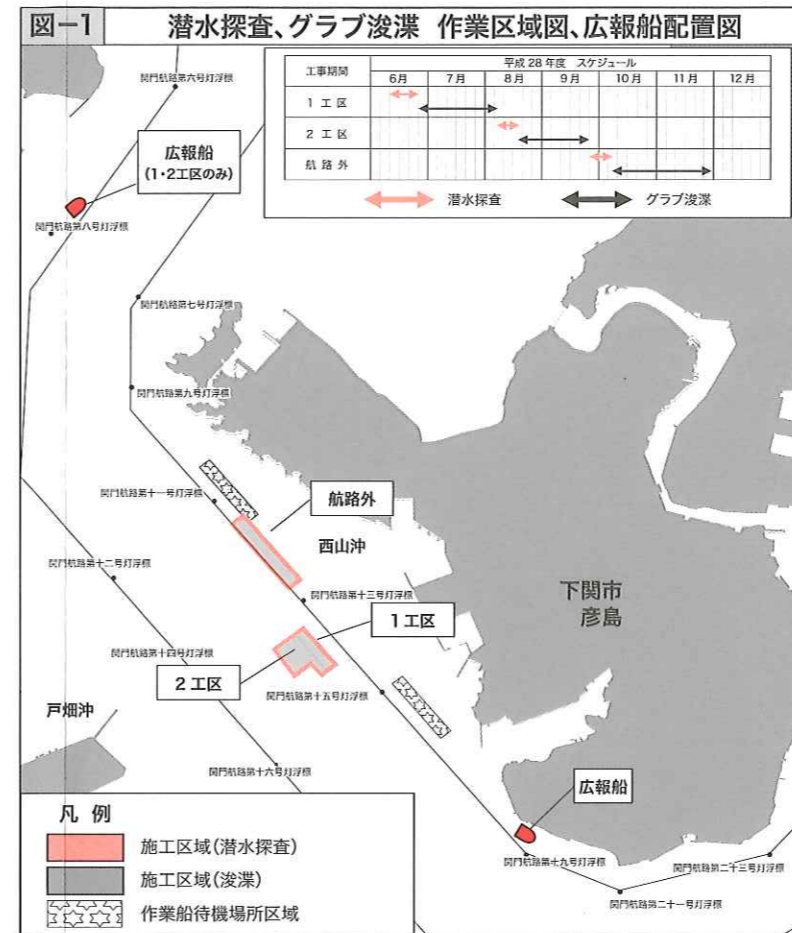 図-1
潜水探査、グラブ浚渫 作業区域図、広報船配置図
工事期間
平成28年度 スケジュール
6月 7月 8月 9月 10月 11月 12月
1工区
2工区
航路外
潜水探査 グラブ浚渫
関門航路第六号灯浮標
広報船
(1・2工区のみ)
関門航路第八号灯浮標
関門航路第七号灯浮標
関門航路第九号灯浮標
関門航路第十一号灯浮標
航路外
西山沖
関門航路第十二号灯浮標
関門航路第十三号灯浮標
下関市
彦島
1工区
関門航路第十四号灯浮標
2工区
関門航路第十五号灯浮標
戸畑沖
関門航路第十六号灯浮標
広報船
関門航路第十九号灯浮標
関門航路第二十三号灯浮標
関門航路第二十一号灯浮標
凡例
施工区域(潜水探査)
施工区域(浚渫)
作業船待機場所区域